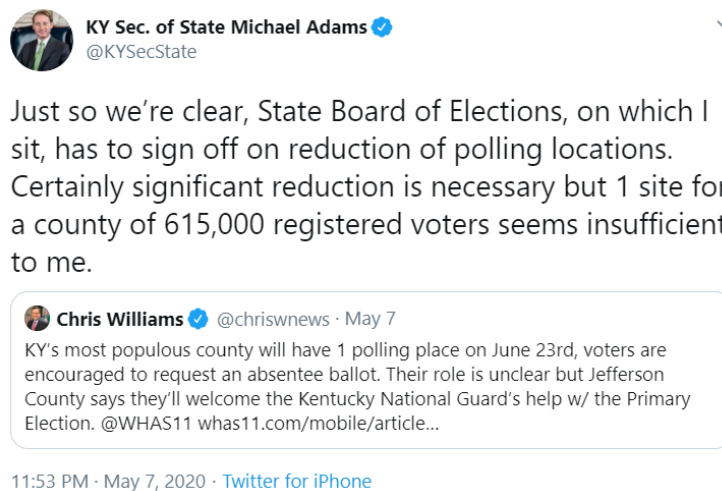 KY Sec. of State Michael Adams
@KYSecState
Just so we’re clear, State Board of Elections, on which I
sit, has to sign off on reduction of polling locations.
Certainly significant reduction is necessary but 1 site for
a county of 615,000 registered voters seems insufficient
to me.
Chris Williams @chriswnews · May 7
KY’s most populous county will have 1 polling place on June 23rd, voters are
encouraged to request an absentee ballot. Their role is unclear but Jefferson
County says they’ll welcome the Kentucky National Guard’s help w/ the Primary
Election. @WHAS11 whas11.com/mobile/article…
11:53 PM · May 7, 2020 · Twitter for iPhone